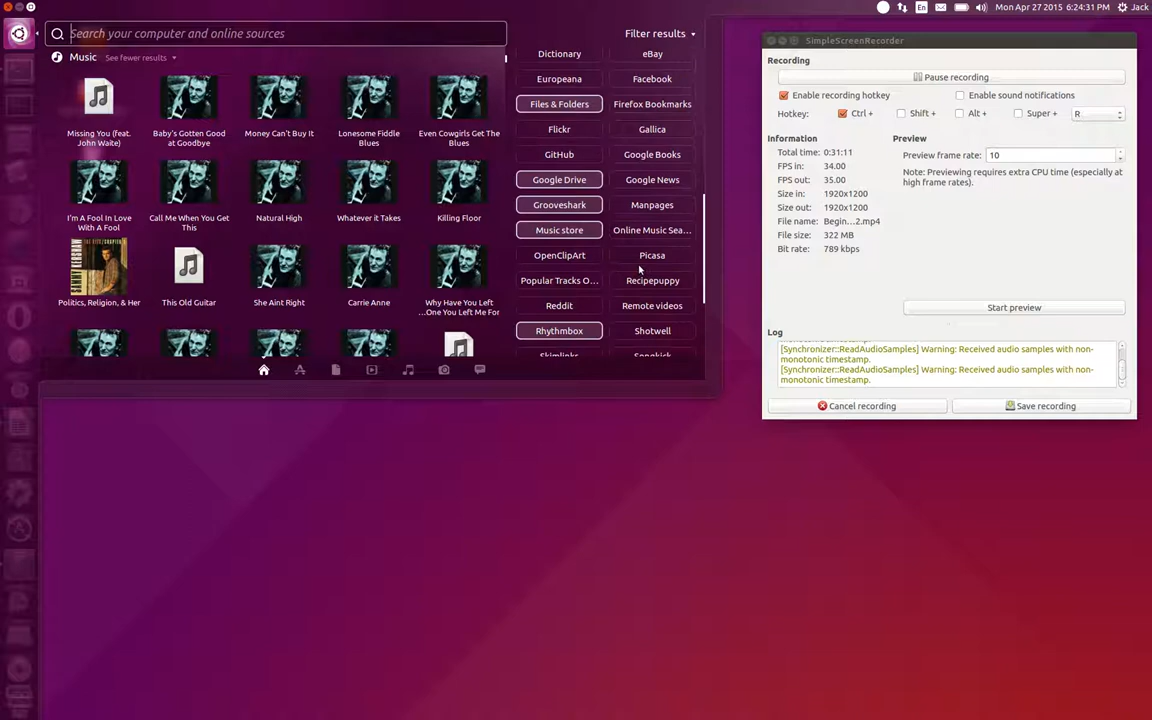 En
Mon Apr 27 2015 6:24:31 PM
Jack
Search your computer and online sources
Filter results
Music
See fewer results
Missing You (feat. John Waite)
Baby's Gotten Good at Goodbye
Money Can't Buy It
Lonesome Fiddle Blues
Even Cowgirls Get The Blues
I'm A Fool In Love With A Fool
Call Me When You Get This
Natural High
Whatever it Takes
Killing Floor
Politics, Religion, & Her
This Old Guitar
She Aint Right
Carrie Anne
Why Have You Left ...One You Left Me For
Dictionary
eBay
Europeana
Facebook
Files & Folders
Firefox Bookmarks
Flickr
Gallica
GitHub
Google Books
Google Drive
Google News
Grooveshark
Manpages
Music store
Online Music Sea...
OpenClipArt
Picasa
Popular Tracks O...
Recipepuppy
Reddit
Remote videos
Rhythmbox
Shotwell
Skimlinks
Songkick
SimpleScreenRecorder
Recording
Pause recording
Enable recording hotkey
Enable sound notifications
Hotkey:
Ctrl +
Shift +
Alt +
Super +
R
Information
Total time: 0:31:11
FPS in: 34.00
FPS out: 35.00
Size in: 1920x1200
Size out: 1920x1200
File name: Begin...2.mp4
File size: 322 MB
Bit rate: 789 kbps
Preview
Preview frame rate: 10
Note: Previewing requires extra CPU time (especially at
high frame rates).
Start preview
Log
monotonic timestamp.
[Synchronizer::ReadAudioSamples] Warning: Received audio samples with non-
monotonic timestamp.
[Synchronizer::ReadAudioSamples] Warning: Received audio samples with non-
monotonic timestamp.
Cancel recording
Save recording